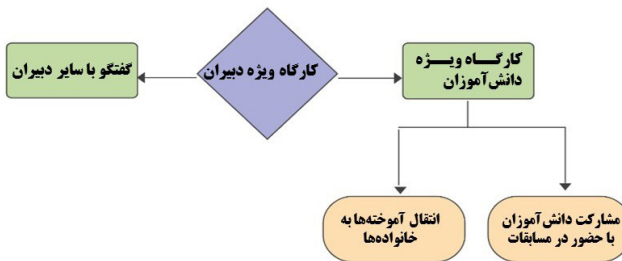 کارگـــاه ویـــژه
دانش‌آموزان
کارگاه ویژه دبیران
گفتگو با سایر دبیران
مشارکت دانش‌آموزان
با حضور در مسابقات
انتقال آموخته‌ها به
خانواده‌ها